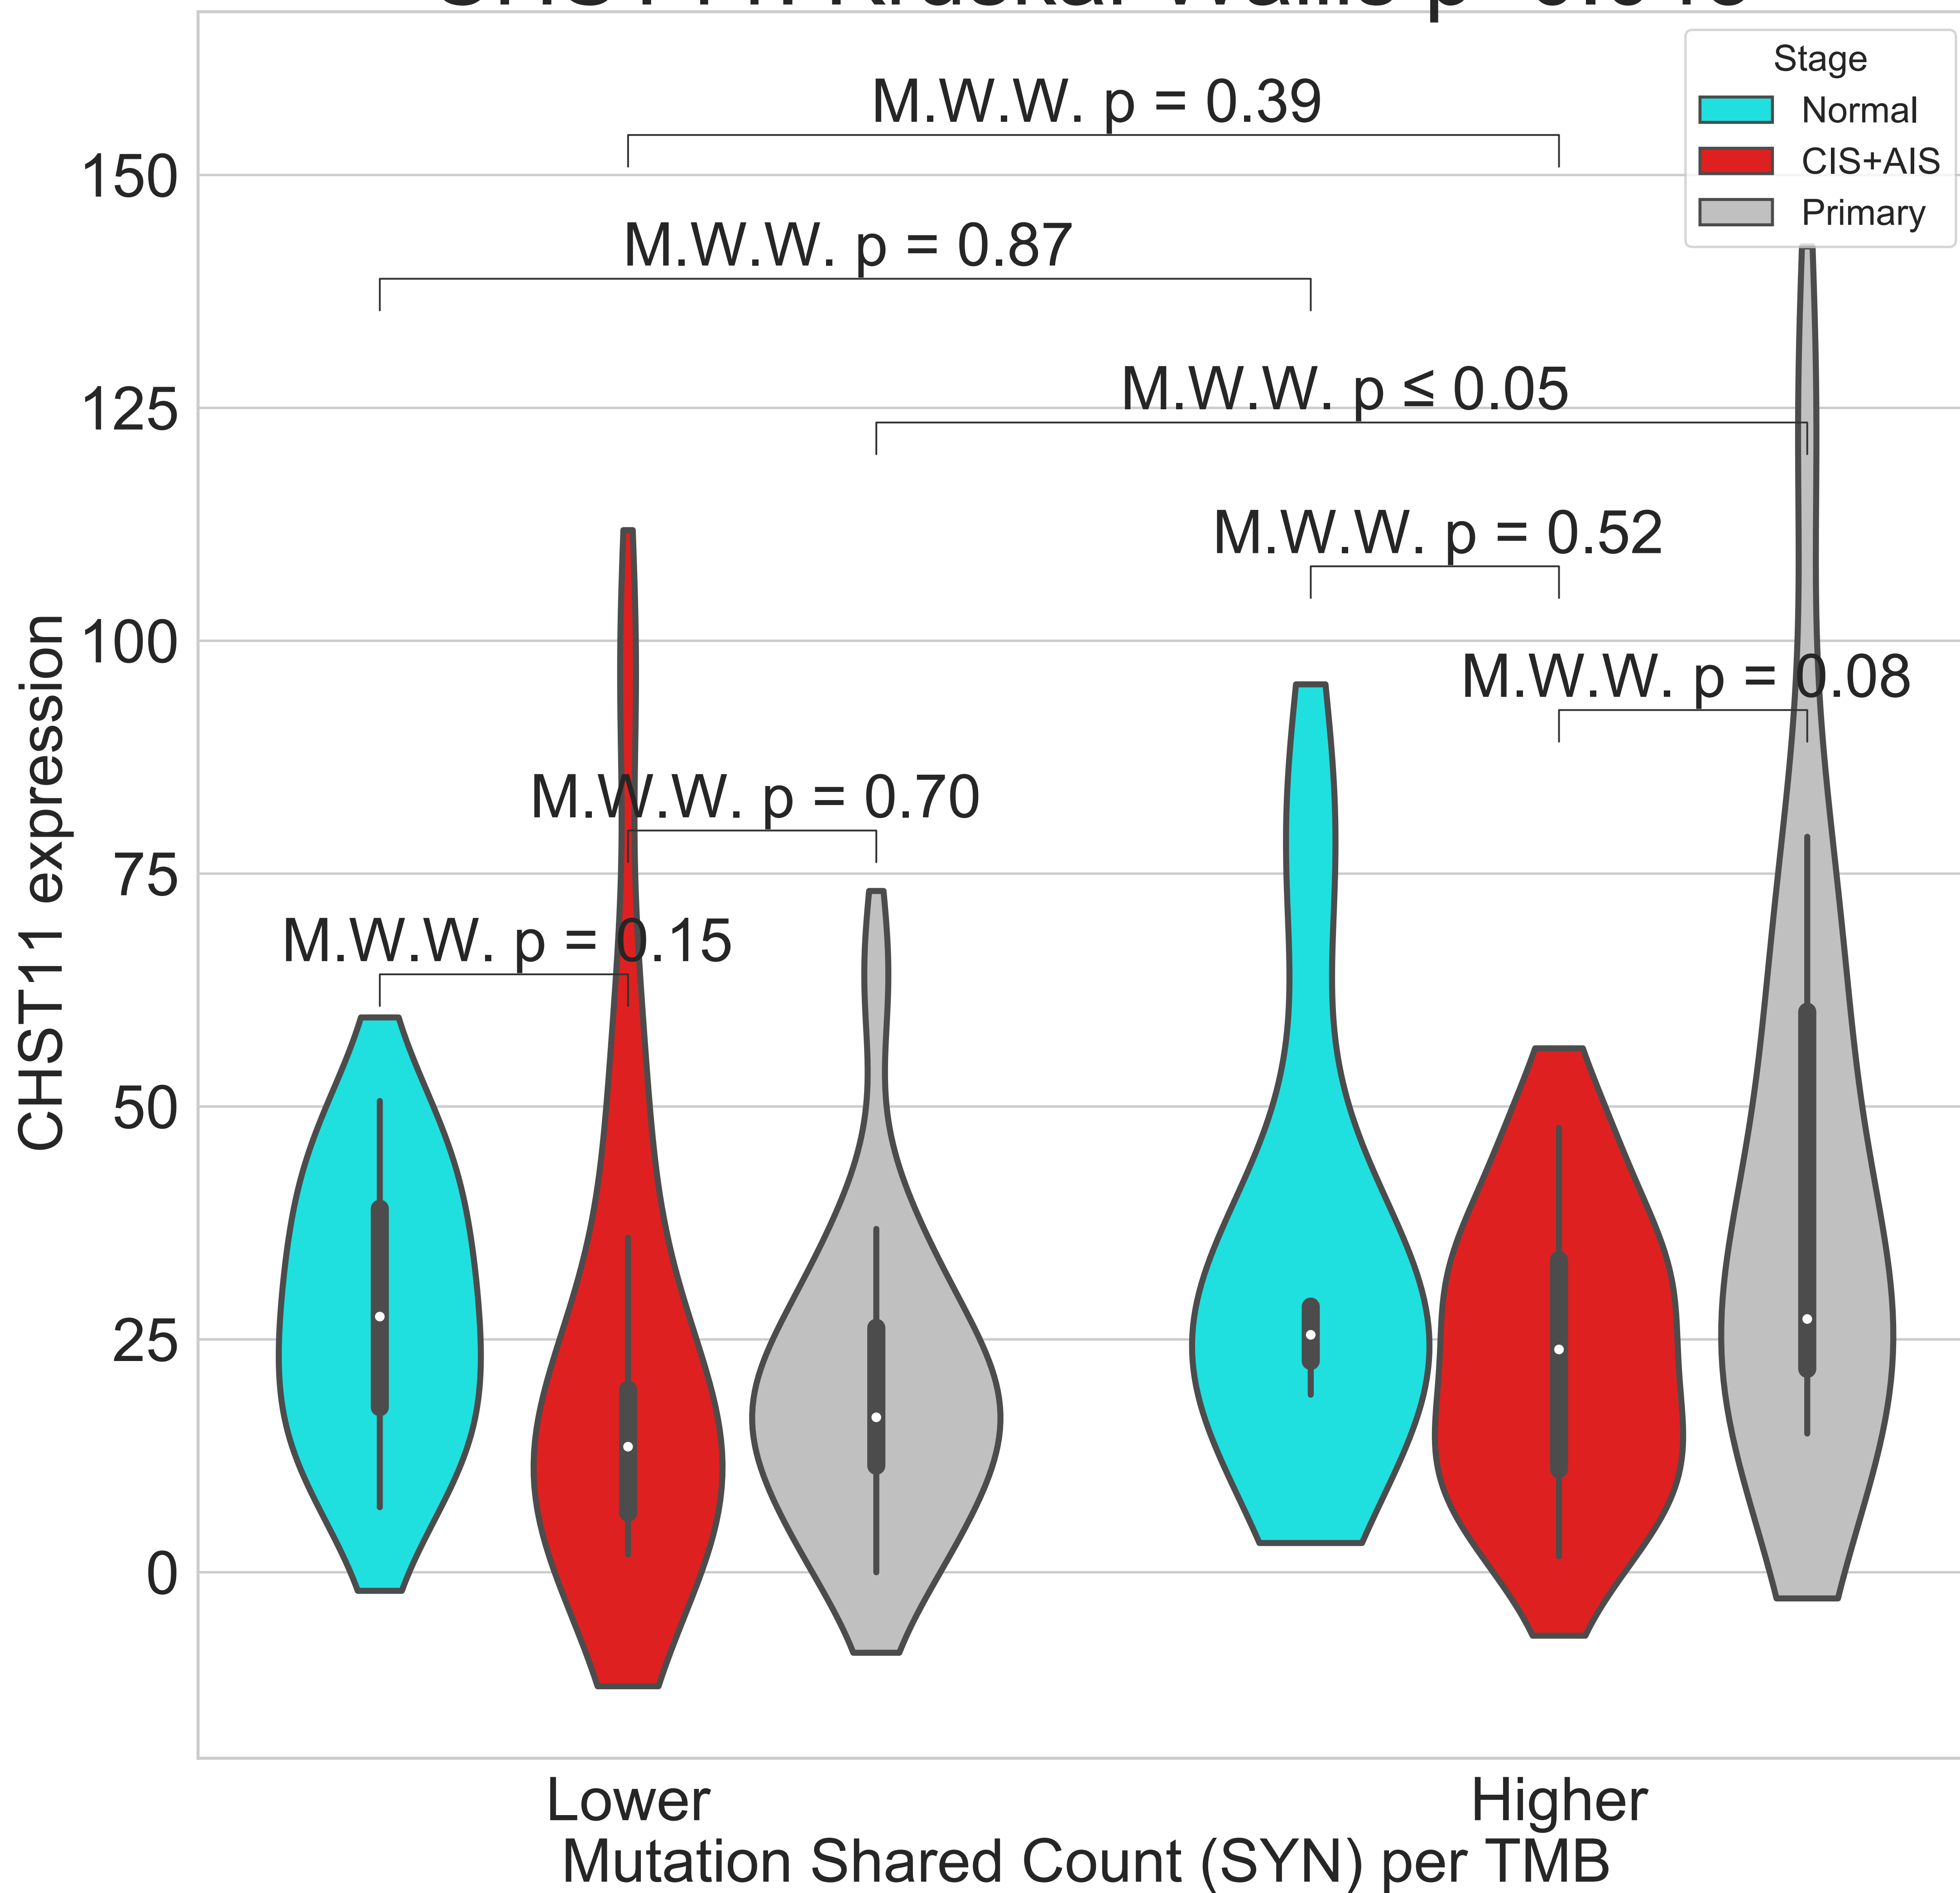 Stage
Normal
CIS+AIS
Primary
M.W.W. p = 0.39
M.W.W. p = 0.87
M.W.W. p ≤ 0.05
M.W.W. p = 0.52
M.W.W. p = 0.08
M.W.W. p = 0.70
M.W.W. p = 0.15
150
125
100
75
50
25
0
CHST11 expression
Lower
Higher
Mutation Shared Count (SYN) per TMB